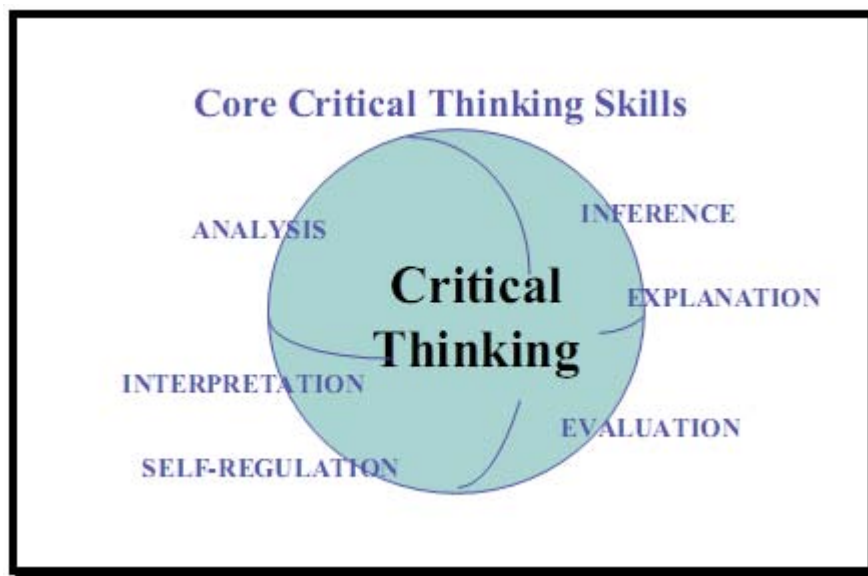 Core Critical Thinking Skills
ANALYSIS
INFERENCE
Critical
Thinking
EXPLANATION
INTERPRETATION
EVALUATION
SELF-REGULATION